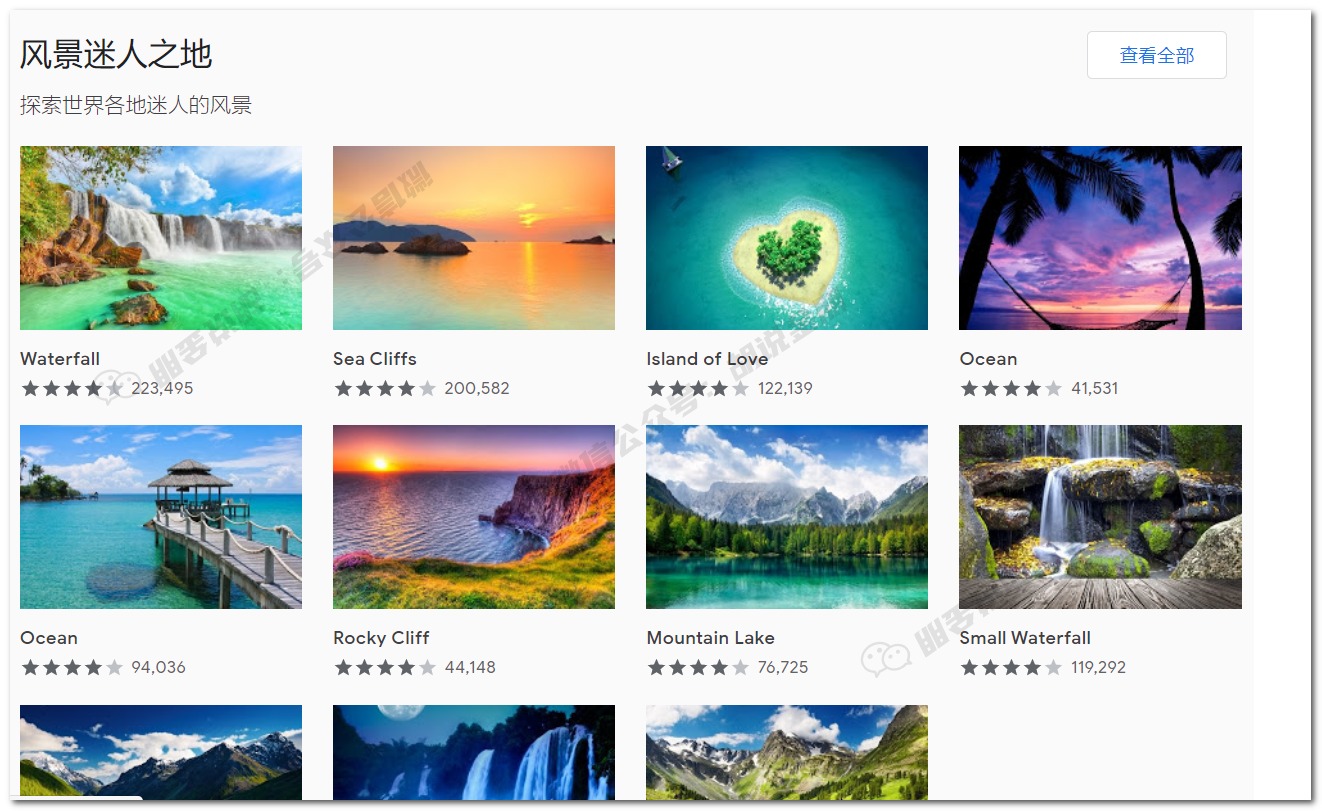 风景迷人之地
查看全部
探索世界各地迷人的风景
Waterfall
223,495
Sea Cliffs
200,582
Island of Love
122,139
Ocean
41,531
Ocean
94,036
Rocky Cliff
44,148
Mountain Lake
76,725
Small Waterfall
119,292